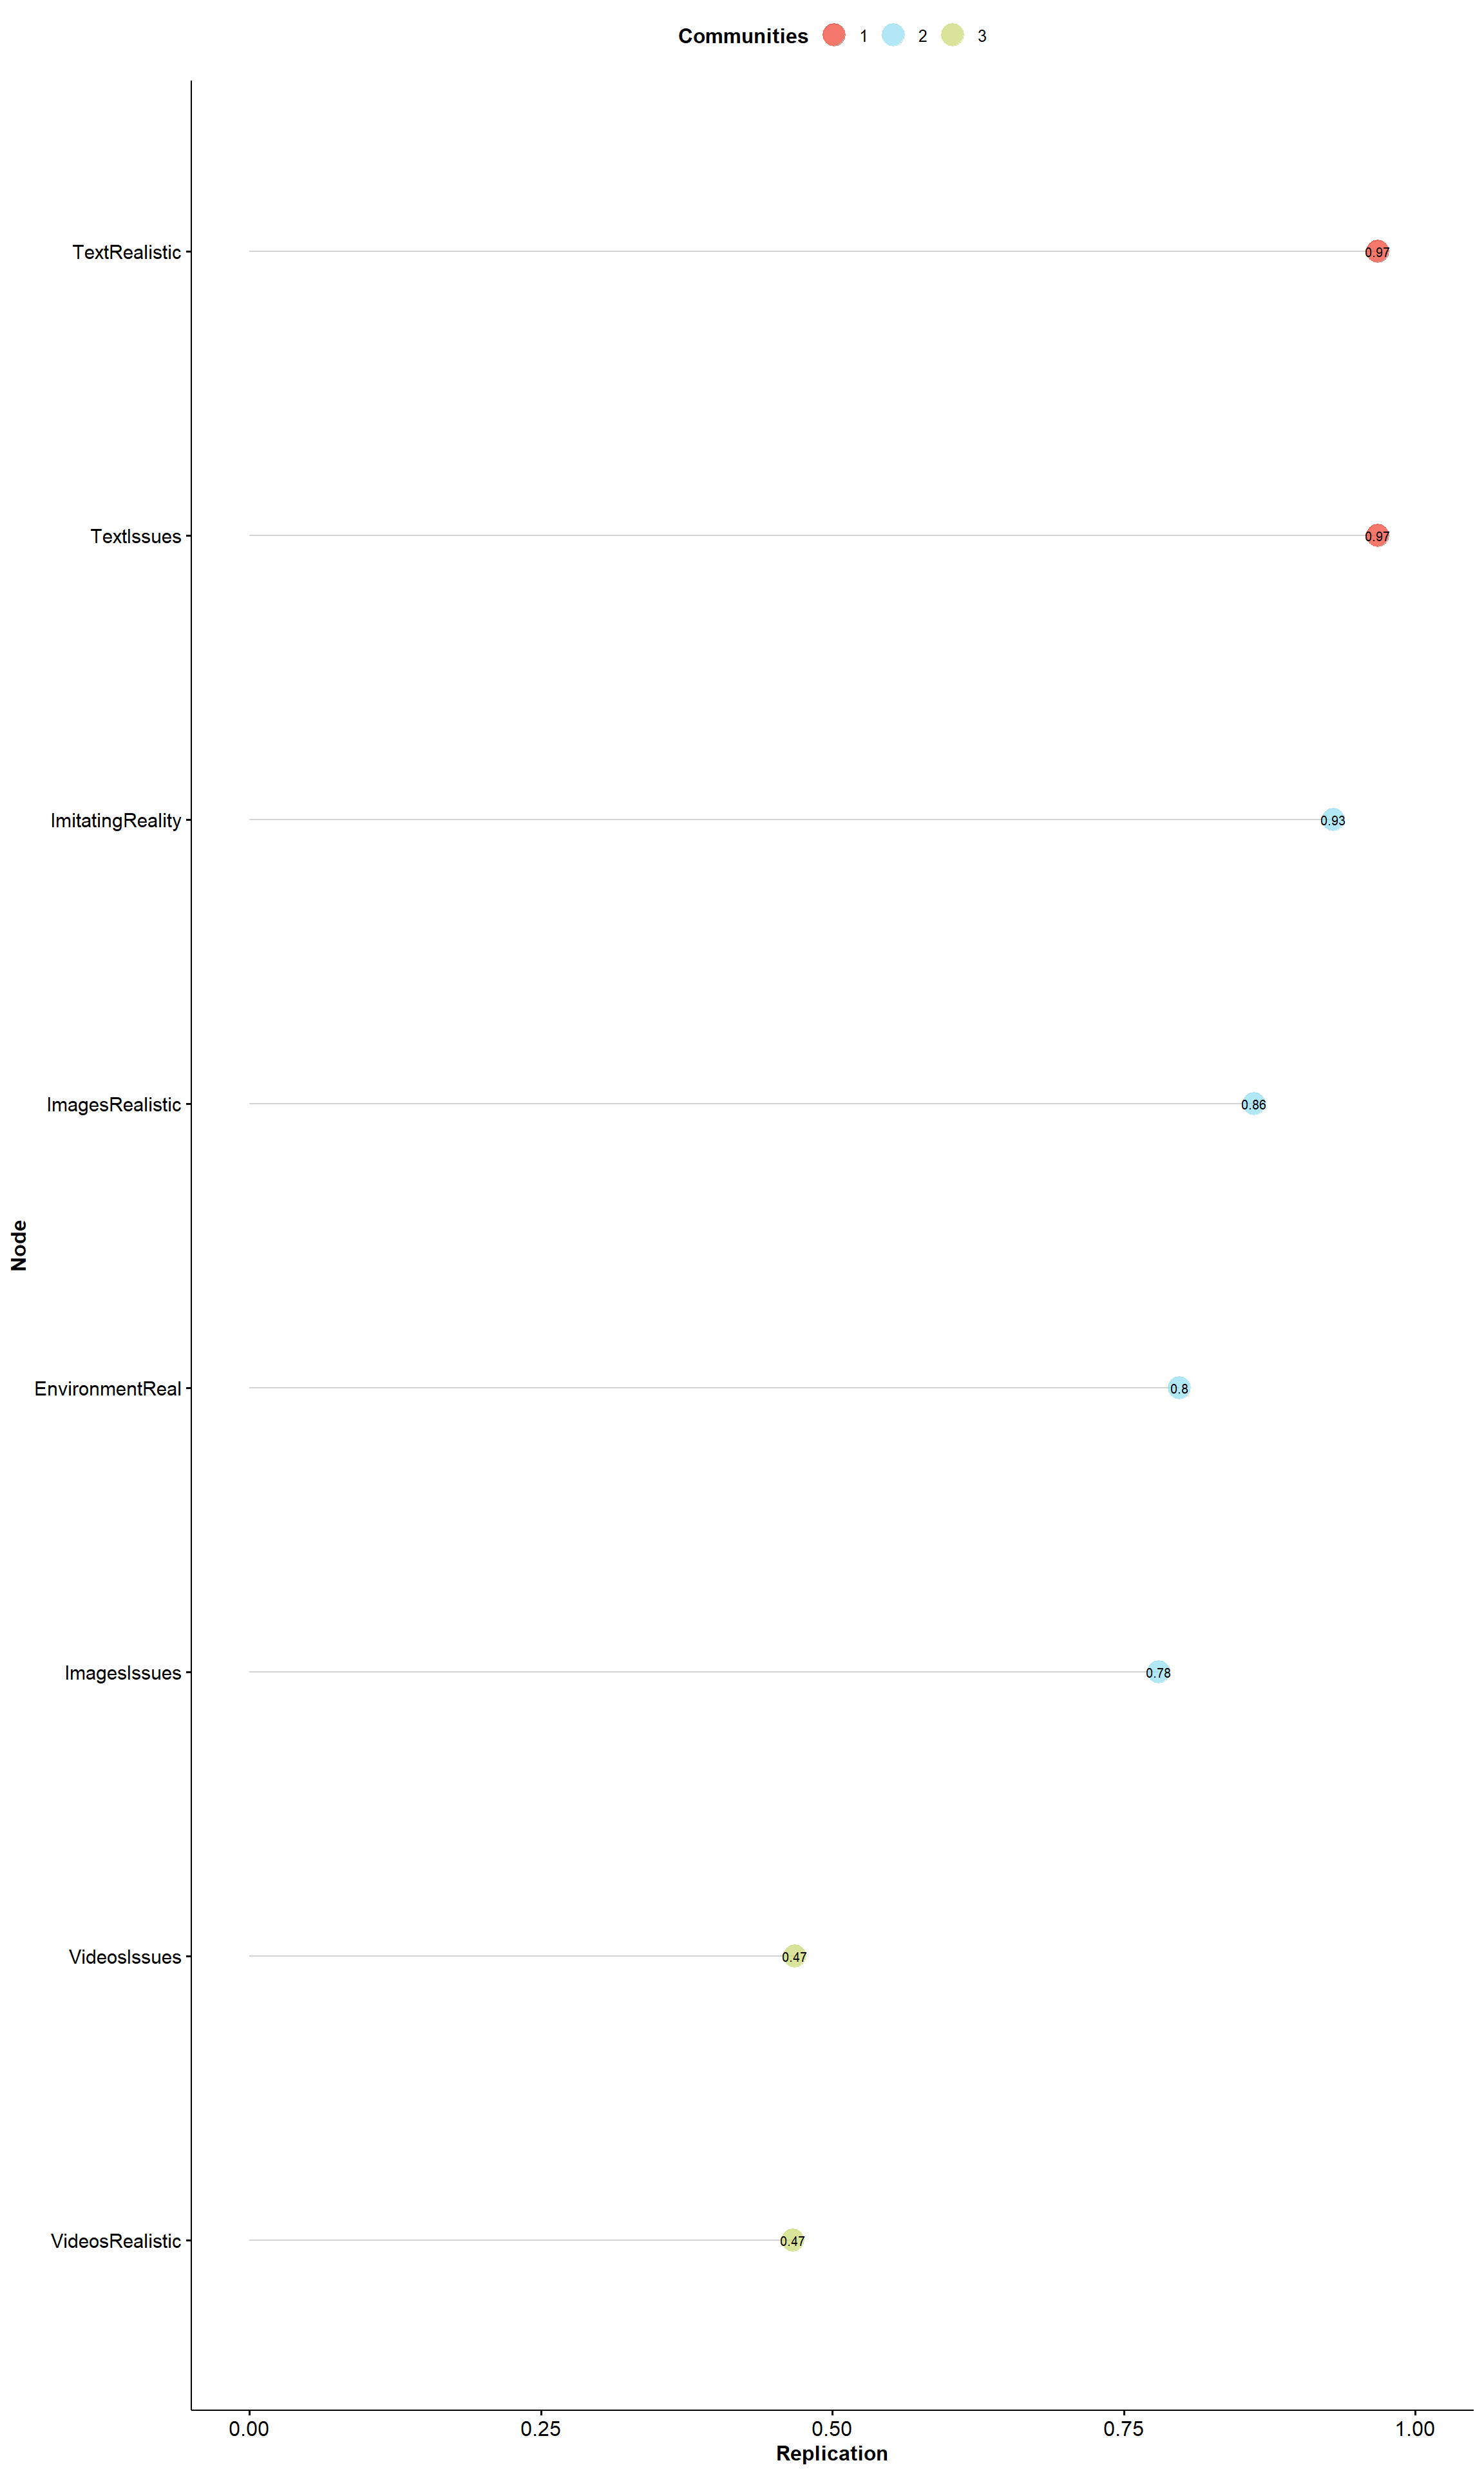 Communities 1 2 3
TextRealistic 0.97
TextIssues 0.97
ImitatingReality 0.93
ImagesRealistic 0.86
Node
EnvironmentReal 0.8
ImagesIssues 0.78
VideosIssues 0.47
VideosRealistic 0.47
0.00 0.25 0.50 0.75 1.00
Replication